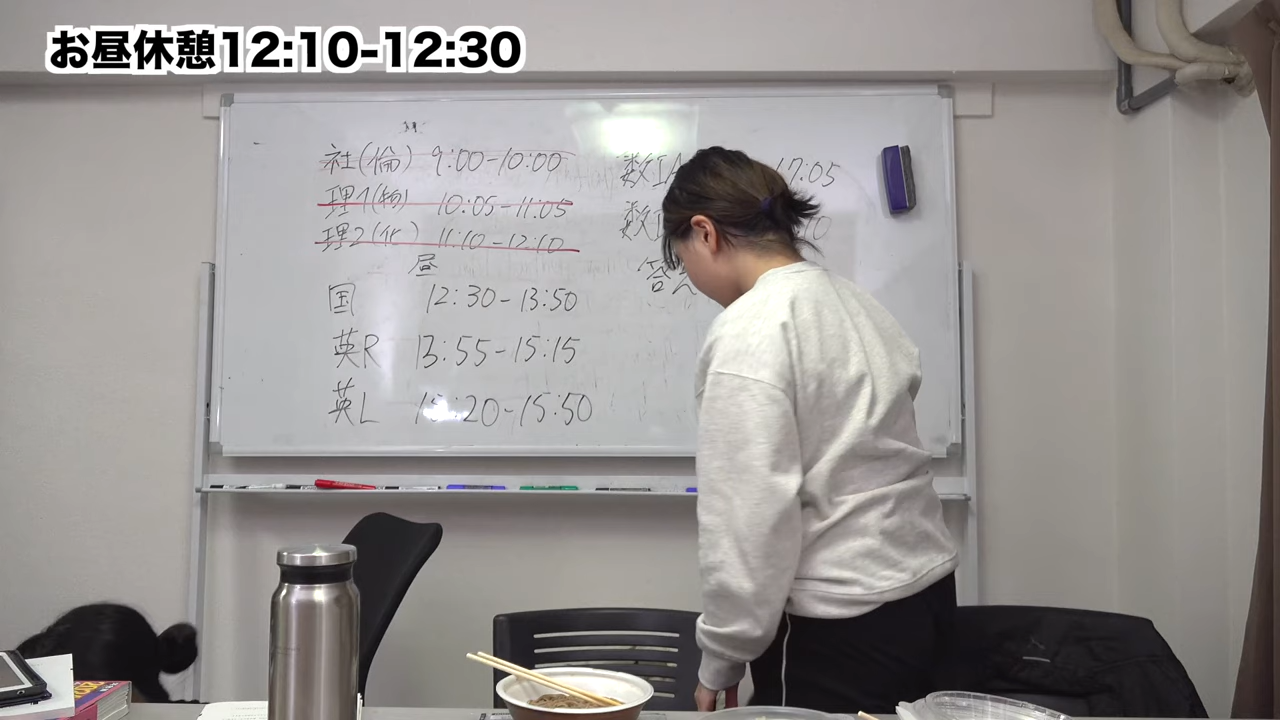 お昼休憩12:10-12:30
社(倫) 9:00-10:00
理1(物) 10:05-11:05
理2(化) 11:10-12:10
昼
国 12:30-13:50
英R 13:55-15:15
英L 15:20-15:50
数IA 17:05
数I